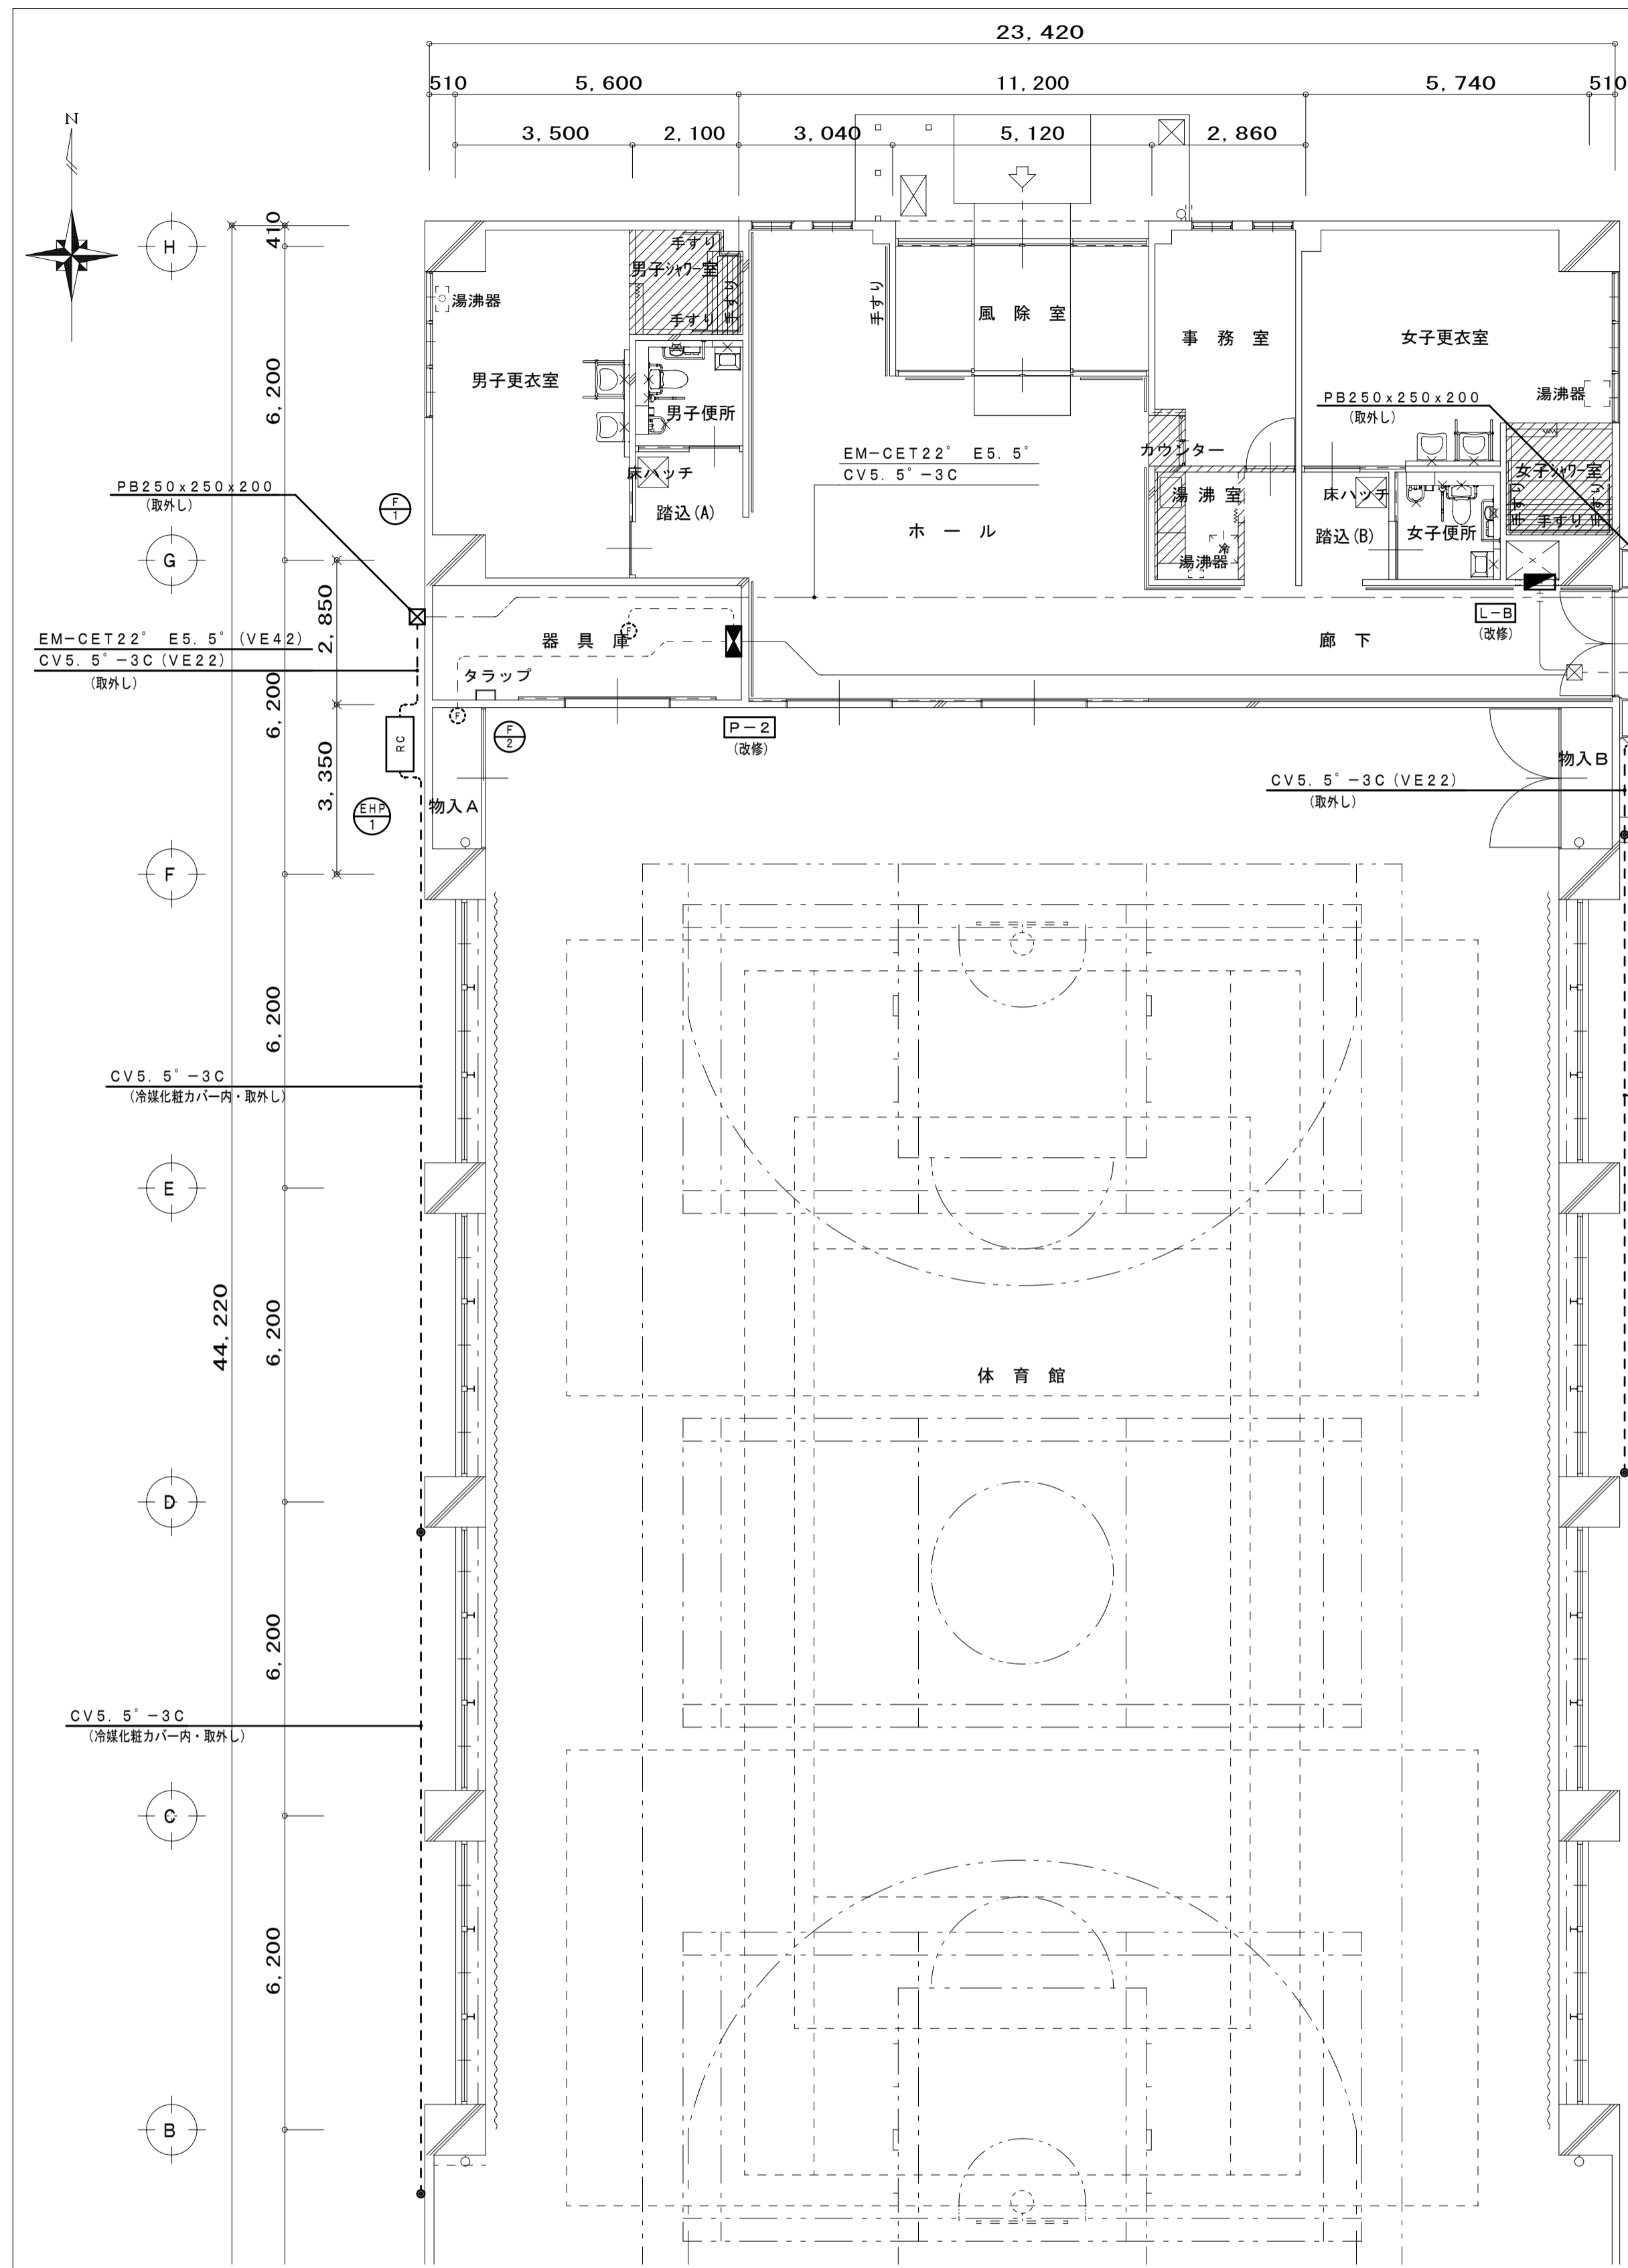 23,420
510
5,600
11,200
5,740
510
3,500
2,100
3,040
5,120
2,860
N
H
410
手すり
男子シャワー室
手すり
手すり
湯沸器
手すり
風除室
事務室
女子更衣室
6,200
男子更衣室
男子便所
湯沸器
PB250x250x200
(取外し)
EM-CET22° E5.5°
CV5.5°-3C
カウンター
床ハッチ
女子シャワー室
PB250x250x200
(取外し)
F
1
踏込(A)
ホール
湯沸室
床ハッチ
手すり
手すり
手すり
踏込(B)
女子便所
冷
湯沸器
G
2,850
EM-CET22° E5.5°(VE42)
CV5.5°-3C(VE22)
(取外し)
器具庫
F
廊下
L-B
(改修)
タラップ
6,200
F
F
2
P-2
(改修)
RC
3,350
物入B
CV5.5°-3C(VE22)
(取外し)
EHP
1
物入A
F
6,200
CV5.5°-3C
(冷媒化粧カバー内・取外し)
E
44,220
6,200
体育館
D
6,200
CV5.5°-3C
(冷媒化粧カバー内・取外し)
C
6,200
B